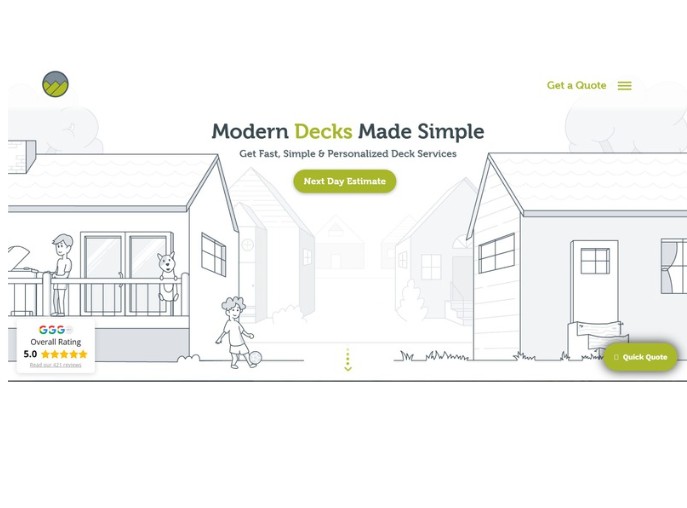 Get a Quote
Modern Decks Made Simple
Get Fast, Simple & Personalized Deck Services
Next Day Estimate
GGG
Overall Rating
5.0
Read our 421 reviews
Quick Quote